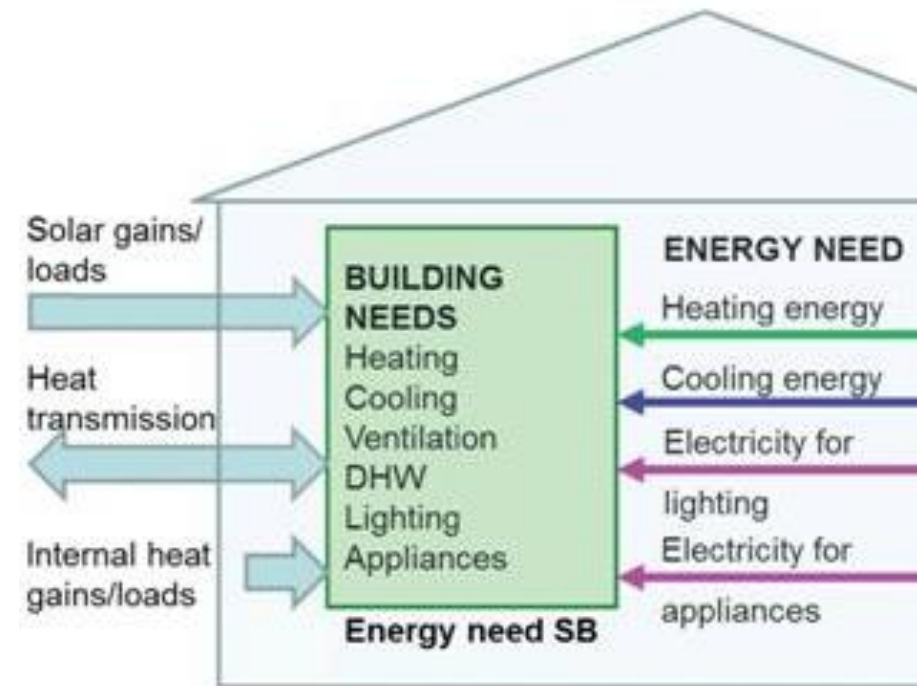 Solar gains/
loads
Heat
transmission
Internal heat
gains/loads
BUILDING
NEEDS
Heating
Cooling
Ventilation
DHW
Lighting
Appliances
Energy need SB
ENERGY NEED
Heating energy
Cooling energy
Electricity for
lighting
Electricity for
appliances